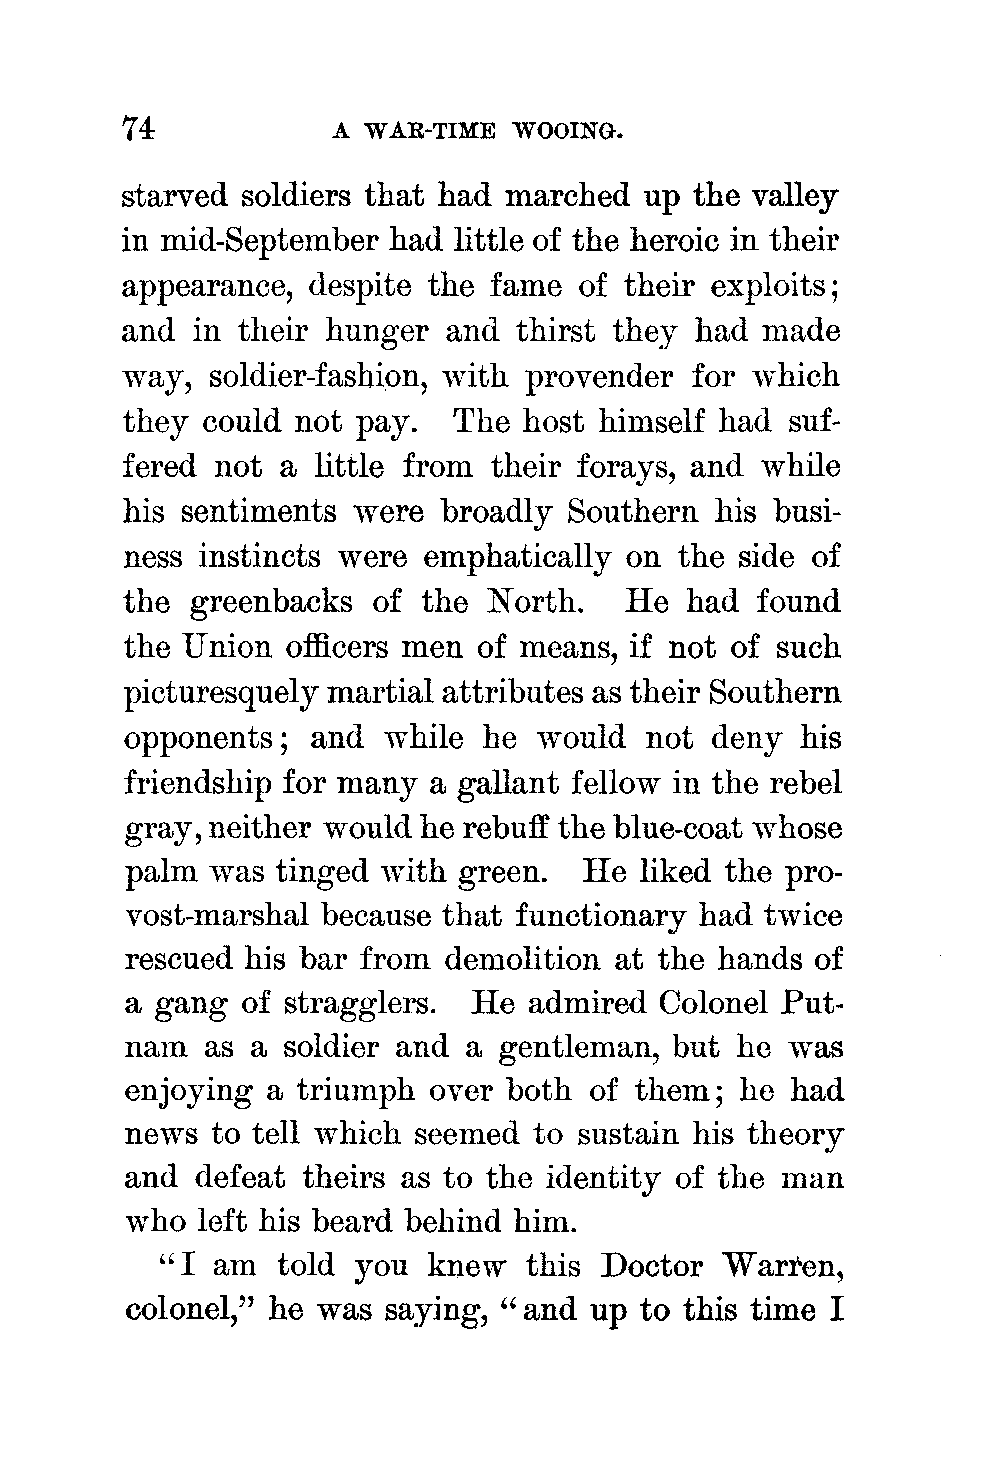 74 A WAR-TIME WOOING.
starved soldiers that had marched up the valley
in mid-September had little of the heroic in their
appearance, despite the fame of their exploits;
and in their hunger and thirst they had made
way, soldier-fashion, with provender for which
they could not pay. The host himself had suf-
fered not a little from their forays, and while
his sentiments were broadly Southern his busi-
ness instincts were emphatically on the side of
the greenbacks of the North. He had found
the Union officers men of means, if not of such
picturesquely martial attributes as their Southern
opponents; and while he would not deny his
friendship for many a gallant fellow in the rebel
gray, neither would he rebuff the blue-coat whose
palm was tinged with green. He liked the pro-
vost-marshal because that functionary had twice
rescued his bar from demolition at the hands of
a gang of stragglers. He admired Colonel Put-
nam as a soldier and a gentleman, but he was
enjoying a triumph over both of them; he had
news to tell which seemed to sustain his theory
and defeat theirs as to the identity of the man
who left his beard behind him.
"I am told you knew this Doctor Warren,
colonel," he was saying, "and up to this time I